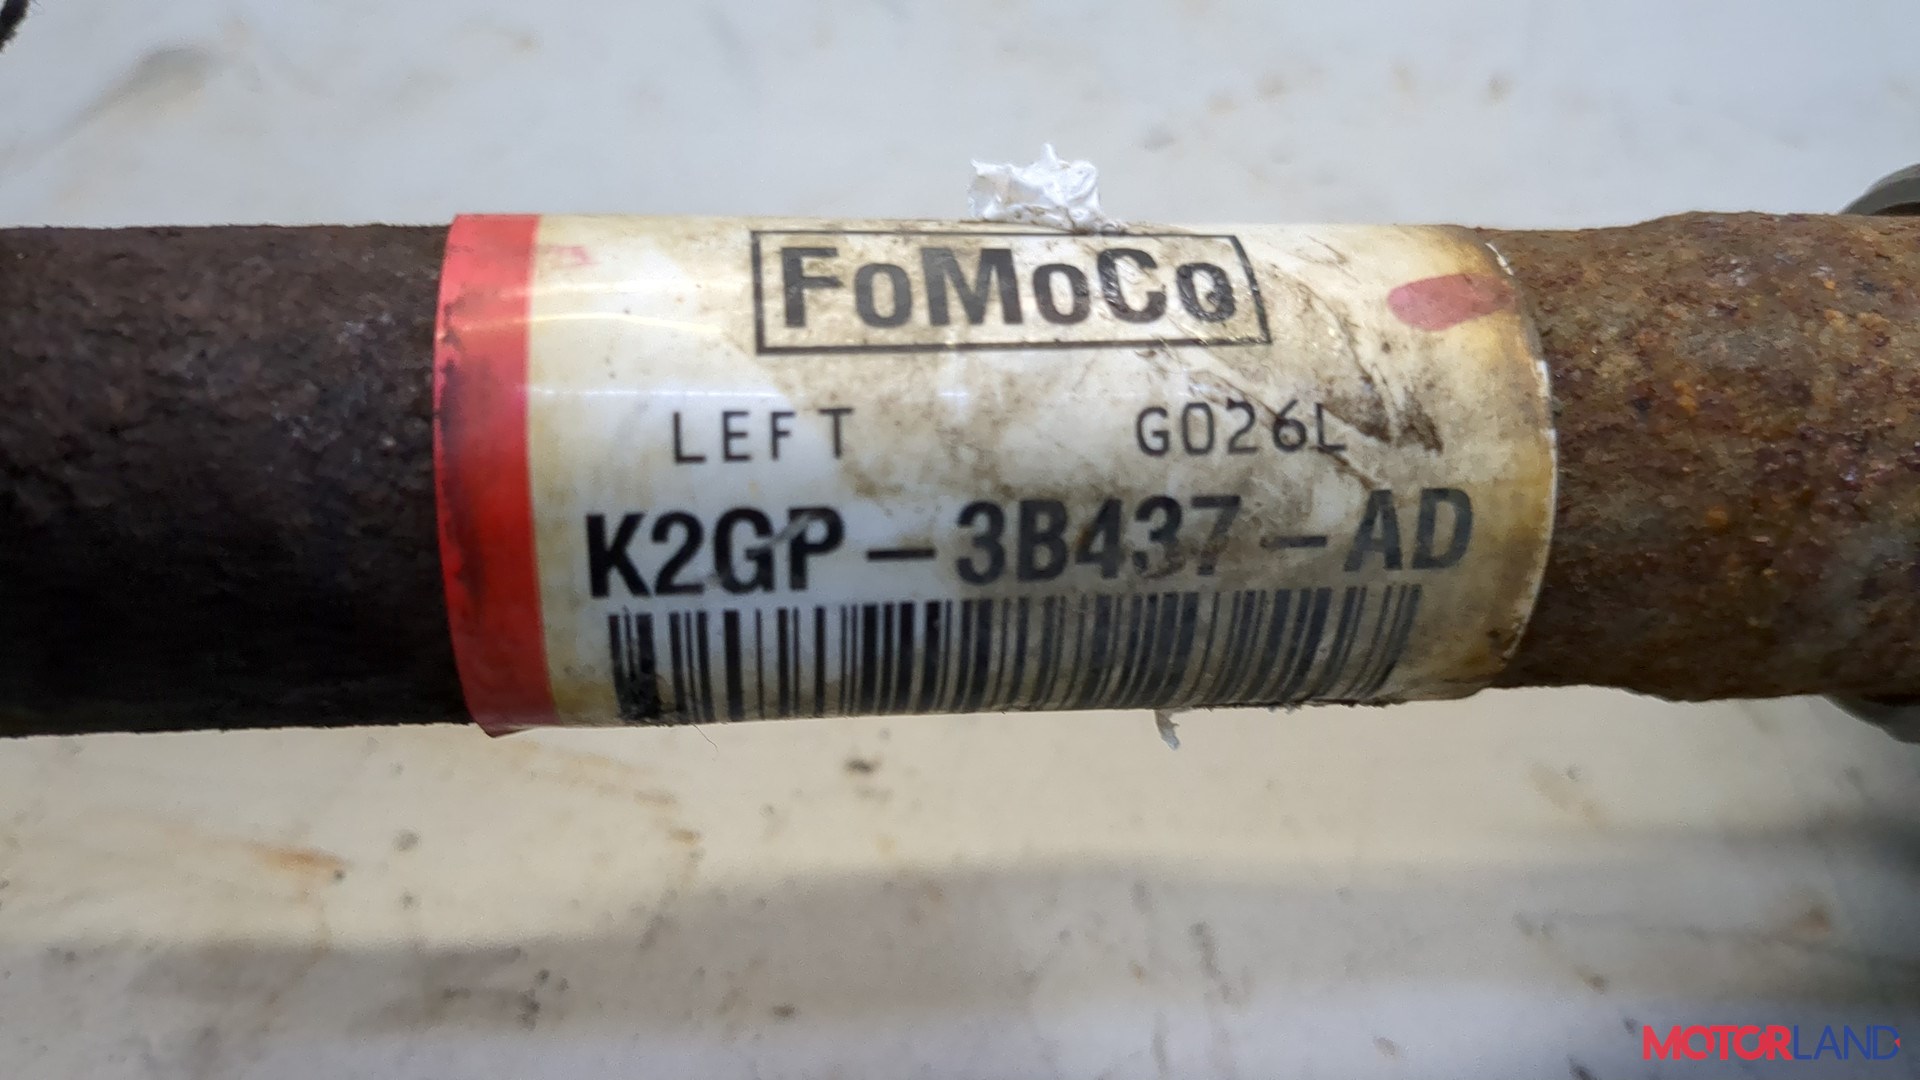 FoMoCo
LEFT G026L
K2GP-3B437-AD
MOTORLAND